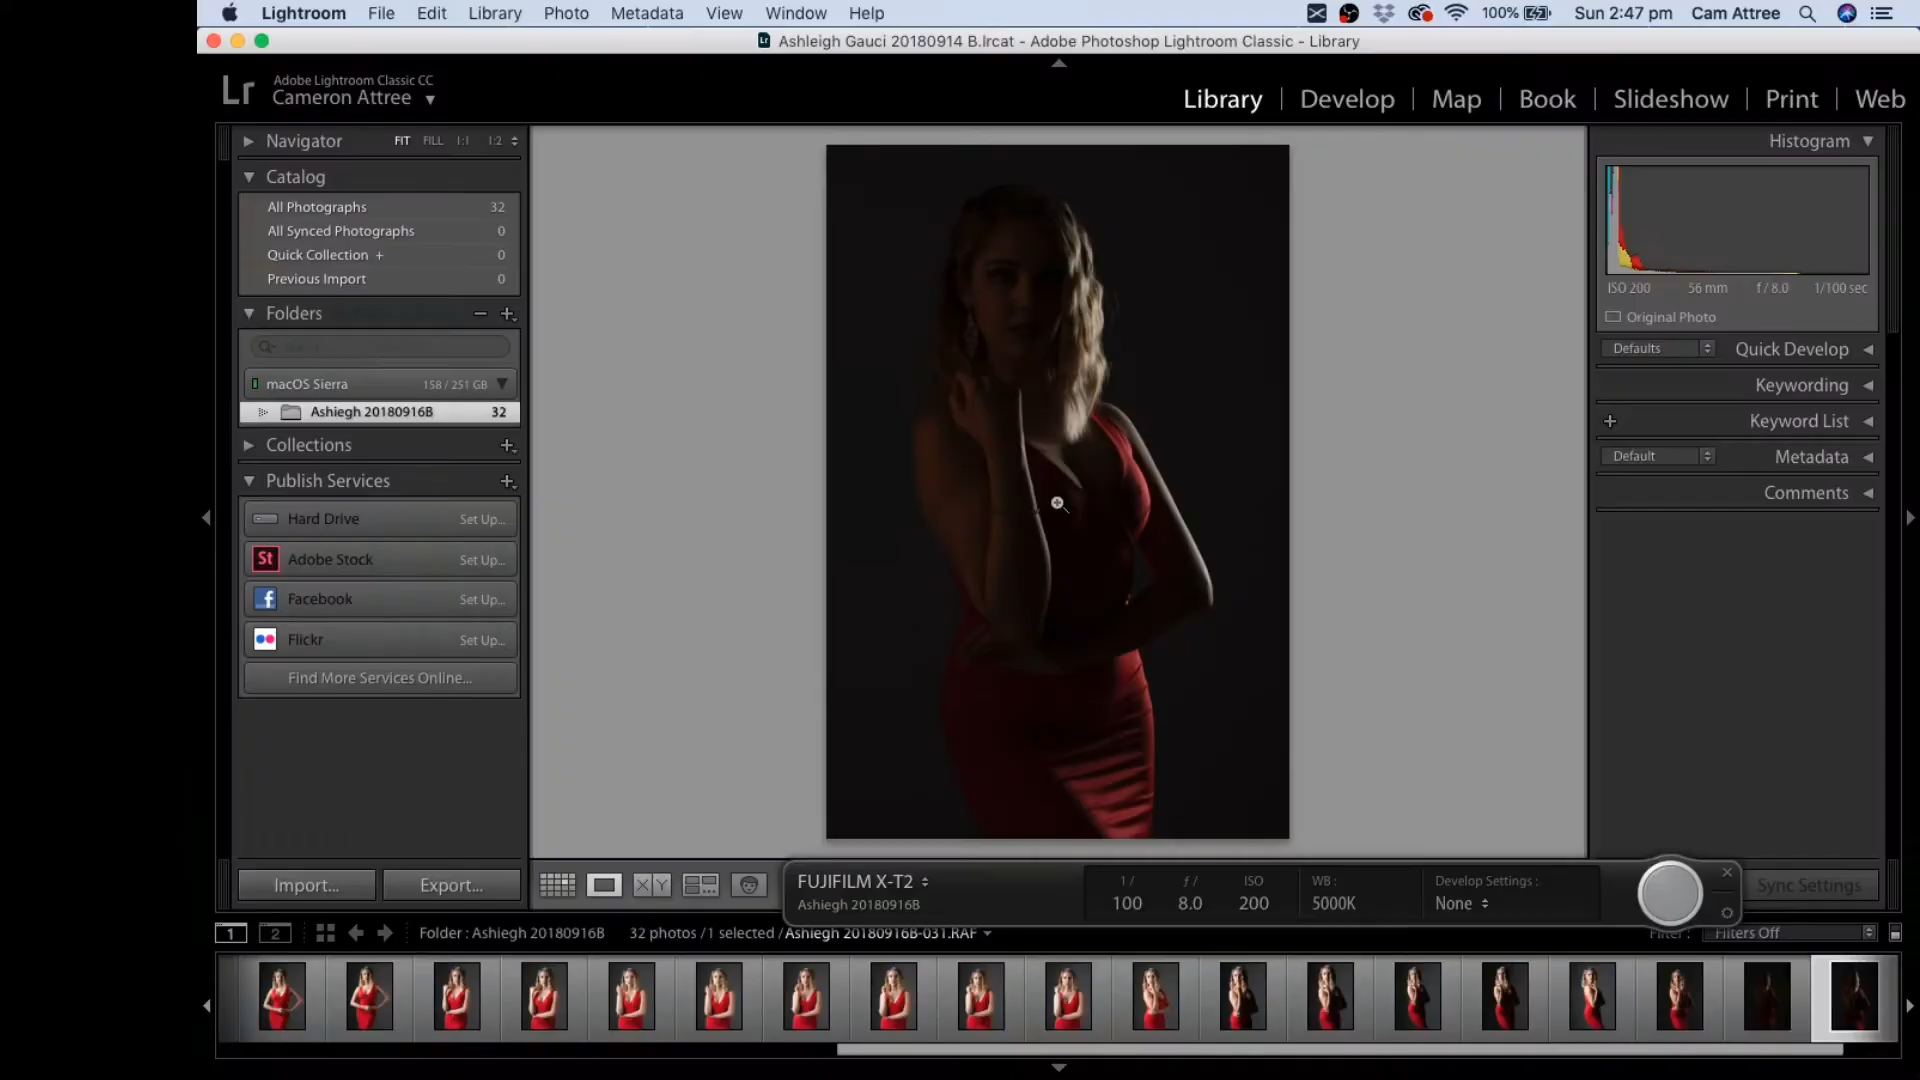 Lightroom File Edit Library Photo Metadata View Window Help 100% Sun 2:47 pm Cam Attree
Ashleigh Gauci 20180914 B.lrcat - Adobe Photoshop Lightroom Classic - Library
Lr Adobe Lightroom Classic CC
Cameron Attree
Library Develop Map Book Slideshow Print Web
Navigator FIT FILL 1:1 1:2
Catalog
All Photographs 32
All Synced Photographs 0
Quick Collection + 0
Previous Import 0
Folders
macOS Sierra 158 / 251 GB
Ashiegh 20180916B 32
Collections
Publish Services
Hard Drive Set Up...
St Adobe Stock Set Up...
f Facebook Set Up...
Flickr Set Up...
Find More Services Online...
Import... Export...
Histogram
ISO 200 56 mm f / 8.0 1/100 sec
Original Photo
Defaults Quick Develop
Keywording
Keyword List
Default Metadata
Comments
XY
FUJIFILM X-T2
Ashiegh 20180916B
1 / f / ISO WB : Develop Settings :
100 8.0 200 5000K None
Sync Settings
1 2 Folder : Ashiegh 20180916B 32 photos /1 selected /Ashiegh 20180916B-031.RAF
Filter : Filters Off